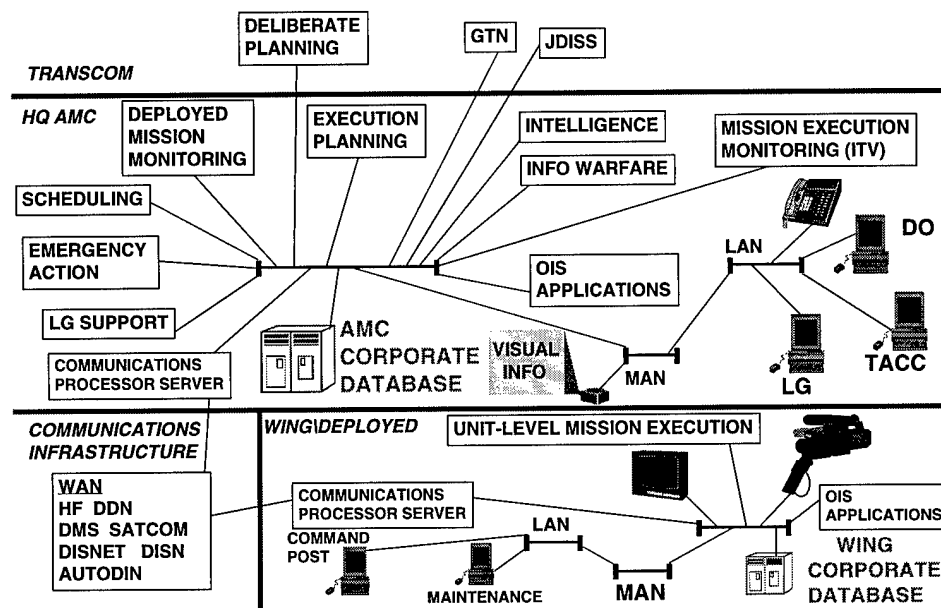 DELIBERATE
PLANNING
GTN
JDISS
TRANSCOM
HQ AMC
DEPLOYED
MISSION
MONITORING
EXECUTION
PLANNING
INTELLIGENCE
MISSION EXECUTION
MONITORING (ITV)
INFO WARFARE
SCHEDULING
EMERGENCY
ACTION
LG SUPPORT
OIS
APPLICATIONS
LAN
DO
COMMUNICATIONS
PROCESSOR SERVER
AMC
CORPORATE
DATABASE
VISUAL
INFO
MAN
LG
TACC
COMMUNICATIONS
INFRASTRUCTURE
WAN
HF DDN
DMS SATCOM
DISNET DISN
AUTODIN
WING\DEPLOYED
UNIT-LEVEL MISSION EXECUTION
COMMUNICATIONS
PROCESSOR SERVER
OIS
APPLICATIONS
COMMAND
POST
LAN
MAINTENANCE
MAN
WING
CORPORATE
DATABASE